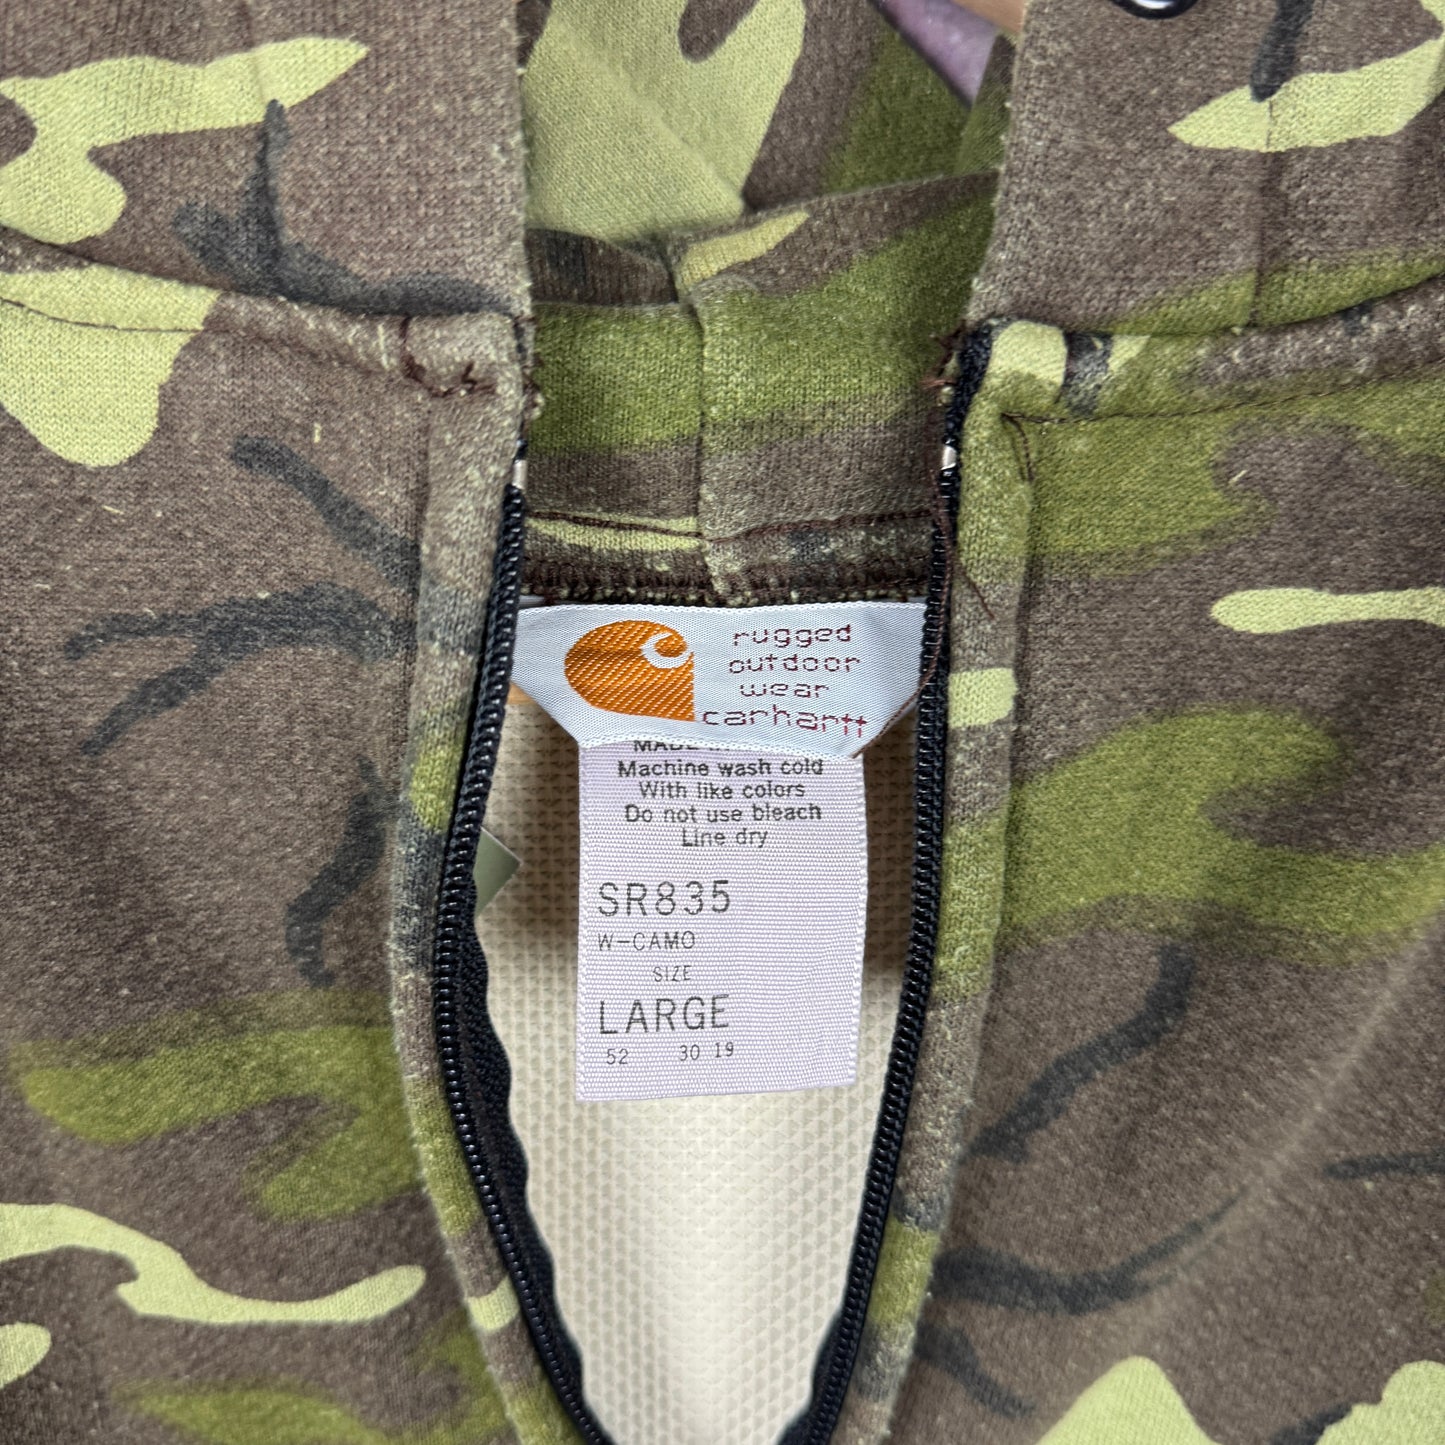 rugged
outdoor
wear
carhartt
MADE
Machine wash cold
With like colors
Do not use bleach
Line dry
SR835
W-CAMO
SIZE
LARGE
52 30 19